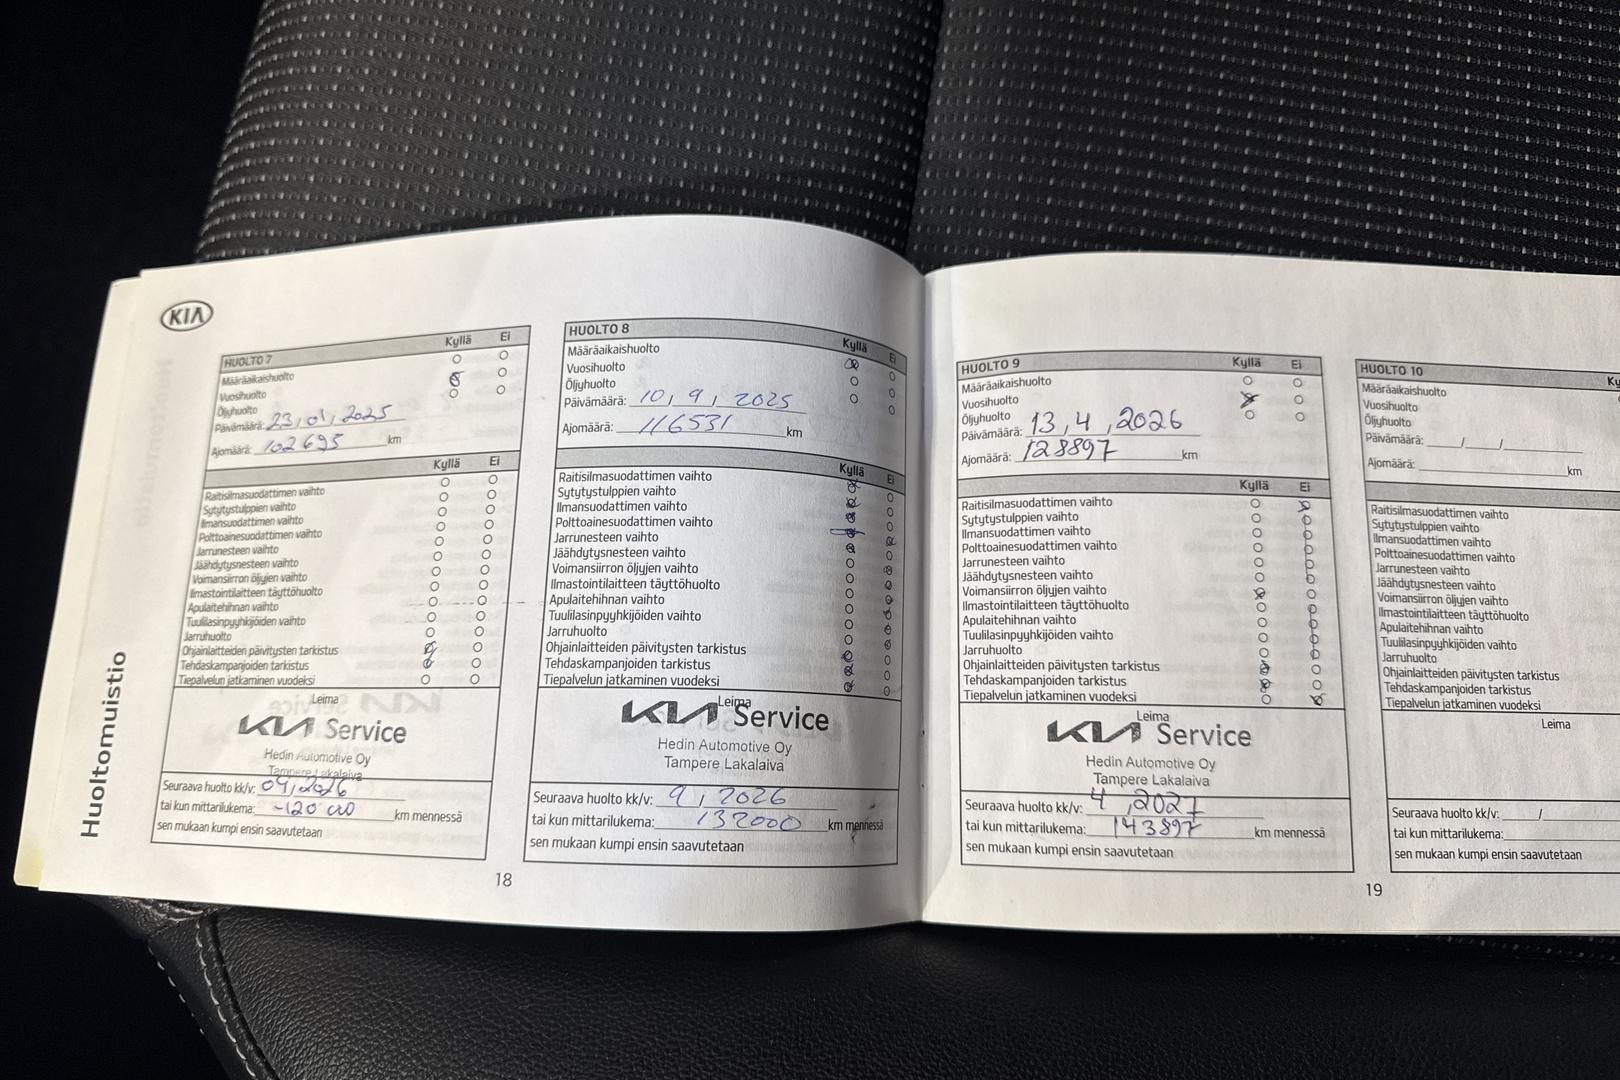 KIA
Huoltomuistio
HUOLTO 7
Kyllä Ei
Määräaikaishuolto
Vuosihuolto
Öljyhuolto
Päivämäärä: 23, 01, 2025
Ajomäärä: 102695 km
Kyllä Ei
Raitisilmasuodattimen vaihto
Sytytystulppien vaihto
Ilmansuodattimen vaihto
Polttoainesuodattimen vaihto
Jarrunesteen vaihto
Jäähdytysnesteen vaihto
Voimansiirron öljyjen vaihto
Ilmastointilaitteen täyttöhuolto
Apulaitehihnan vaihto
Tuulilasinpyyhkijöiden vaihto
Jarruhuolto
Ohjainlaitteiden päivitysten tarkistus
Tehdaskampanjoiden tarkistus
Tiepalvelun jatkaminen vuodeksi
Leima
KIA Service
Hedin Automotive Oy
Tampere Lakalaiva
Seuraava huolto kk/v: 01, 2026
tai kun mittarilukema: ~120 000 km mennessä
sen mukaan kumpi ensin saavutetaan
HUOLTO 8
Kyllä Ei
Määräaikaishuolto
Vuosihuolto
Öljyhuolto
Päivämäärä: 10, 9, 2025
Ajomäärä: 116531 km
Kyllä Ei
Raitisilmasuodattimen vaihto
Sytytystulppien vaihto
Ilmansuodattimen vaihto
Polttoainesuodattimen vaihto
Jarrunesteen vaihto
Jäähdytysnesteen vaihto
Voimansiirron öljyjen vaihto
Ilmastointilaitteen täyttöhuolto
Apulaitehihnan vaihto
Tuulilasinpyyhkijöiden vaihto
Jarruhuolto
Ohjainlaitteiden päivitysten tarkistus
Tehdaskampanjoiden tarkistus
Tiepalvelun jatkaminen vuodeksi
Leima
KIA Service
Hedin Automotive Oy
Tampere Lakalaiva
Seuraava huolto kk/v: 9, 2026
tai kun mittarilukema: 132000 km mennessä
sen mukaan kumpi ensin saavutetaan
18
HUOLTO 9
Kyllä Ei
Määräaikaishuolto
Vuosihuolto
Öljyhuolto
Päivämäärä: 13, 4, 2026
Ajomäärä: 128897 km
Kyllä Ei
Raitisilmasuodattimen vaihto
Sytytystulppien vaihto
Ilmansuodattimen vaihto
Polttoainesuodattimen vaihto
Jarrunesteen vaihto
Jäähdytysnesteen vaihto
Voimansiirron öljyjen vaihto
Ilmastointilaitteen täyttöhuolto
Apulaitehihnan vaihto
Tuulilasinpyyhkijöiden vaihto
Jarruhuolto
Ohjainlaitteiden päivitysten tarkistus
Tehdaskampanjoiden tarkistus
Tiepalvelun jatkaminen vuodeksi
Leima
KIA Service
Hedin Automotive Oy
Tampere Lakalaiva
Seuraava huolto kk/v: 4, 2027
tai kun mittarilukema: 143897 km mennessä
sen mukaan kumpi ensin saavutetaan
HUOLTO 10
Määräaikaishuolto
Vuosihuolto
Öljyhuolto
Päivämäärä: / /
Ajomäärä: km
Raitisilmasuodattimen vaihto
Sytytystulppien vaihto
Ilmansuodattimen vaihto
Polttoainesuodattimen vaihto
Jarrunesteen vaihto
Jäähdytysnesteen vaihto
Voimansiirron öljyjen vaihto
Ilmastointilaitteen täyttöhuolto
Apulaitehihnan vaihto
Tuulilasinpyyhkijöiden vaihto
Jarruhuolto
Ohjainlaitteiden päivitysten tarkistus
Tehdaskampanjoiden tarkistus
Tiepalvelun jatkaminen vuodeksi
Leima
Seuraava huolto kk/v: /
tai kun mittarilukema:
sen mukaan kumpi ensin saavutetaan
19